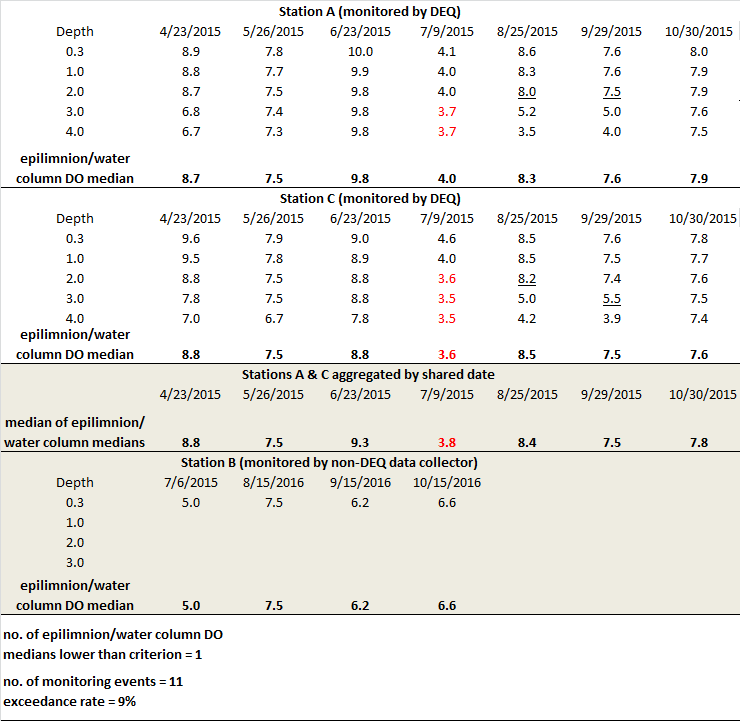 Station A (monitored by DEQ)
Depth 4/23/2015 5/26/2015 6/23/2015 7/9/2015 8/25/2015 9/29/2015 10/30/2015
0.3 8.9 7.8 10.0 4.1 8.6 7.6 8.0
1.0 8.8 7.7 9.9 4.0 8.3 7.6 7.9
2.0 8.7 7.5 9.8 4.0 8.0 7.5 7.9
3.0 6.8 7.4 9.8 3.7 5.2 5.0 7.6
4.0 6.7 7.3 9.8 3.7 3.5 4.0 7.5
epilimnion/water
column DO median 8.7 7.5 9.8 4.0 8.3 7.6 7.9
Station C (monitored by DEQ)
Depth 4/23/2015 5/26/2015 6/23/2015 7/9/2015 8/25/2015 9/29/2015 10/30/2015
0.3 9.6 7.9 9.0 4.6 8.5 7.6 7.8
1.0 9.5 7.8 8.9 4.0 8.5 7.5 7.7
2.0 8.8 7.5 8.8 3.6 8.2 7.4 7.6
3.0 7.8 7.5 8.8 3.5 5.0 5.5 7.5
4.0 7.0 6.7 7.8 3.5 4.2 3.9 7.4
epilimnion/water
column DO median 8.8 7.5 8.8 3.6 8.5 7.5 7.6
Stations A & C aggregated by shared date
4/23/2015 5/26/2015 6/23/2015 7/9/2015 8/25/2015 9/29/2015 10/30/2015
median of epilimnion/
water column medians 8.8 7.5 9.3 3.8 8.4 7.5 7.8
Station B (monitored by non-DEQ data collector)
Depth 7/6/2015 8/15/2016 9/15/2016 10/15/2016
0.3 5.0 7.5 6.2 6.6
1.0
2.0
3.0
epilimnion/water
column DO median 5.0 7.5 6.2 6.6
no. of epilimnion/water column DO
medians lower than criterion = 1
no. of monitoring events = 11
exceedance rate = 9%